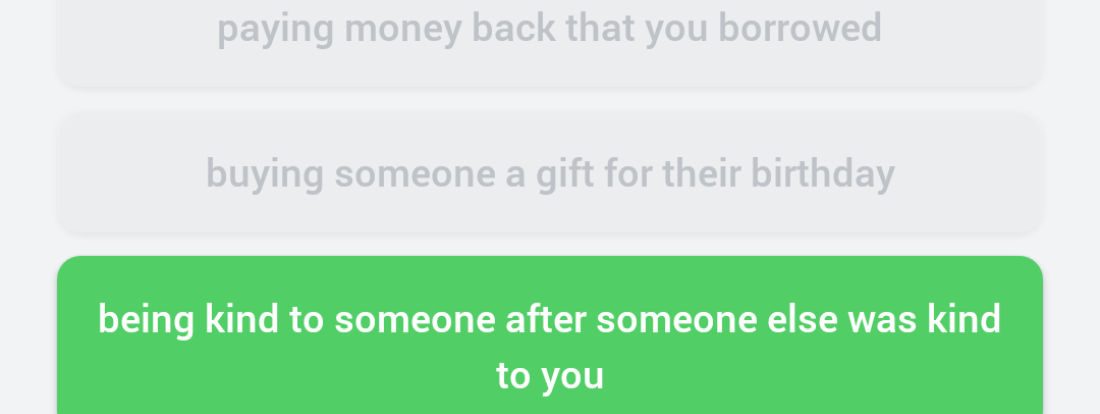 paying money back that you borrowed
buying someone a gift for their birthday
being kind to someone after someone else was kind
to you